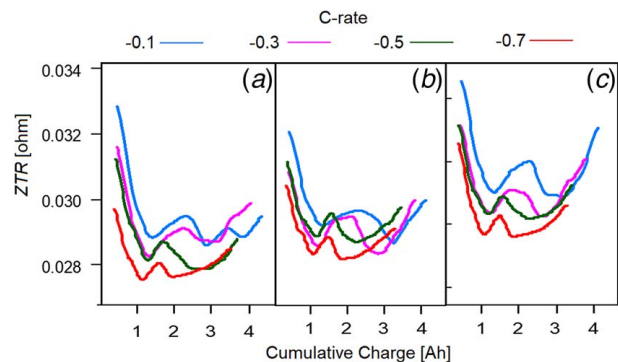 C-rate
-0.1 -0.3 -0.5 -0.7
0.034
(a) (b) (c)
0.032
ZTR [ohm]
0.030
0.028
1 2 3 4 1 2 3 4 1 2 3 4
Cumulative Charge [Ah]